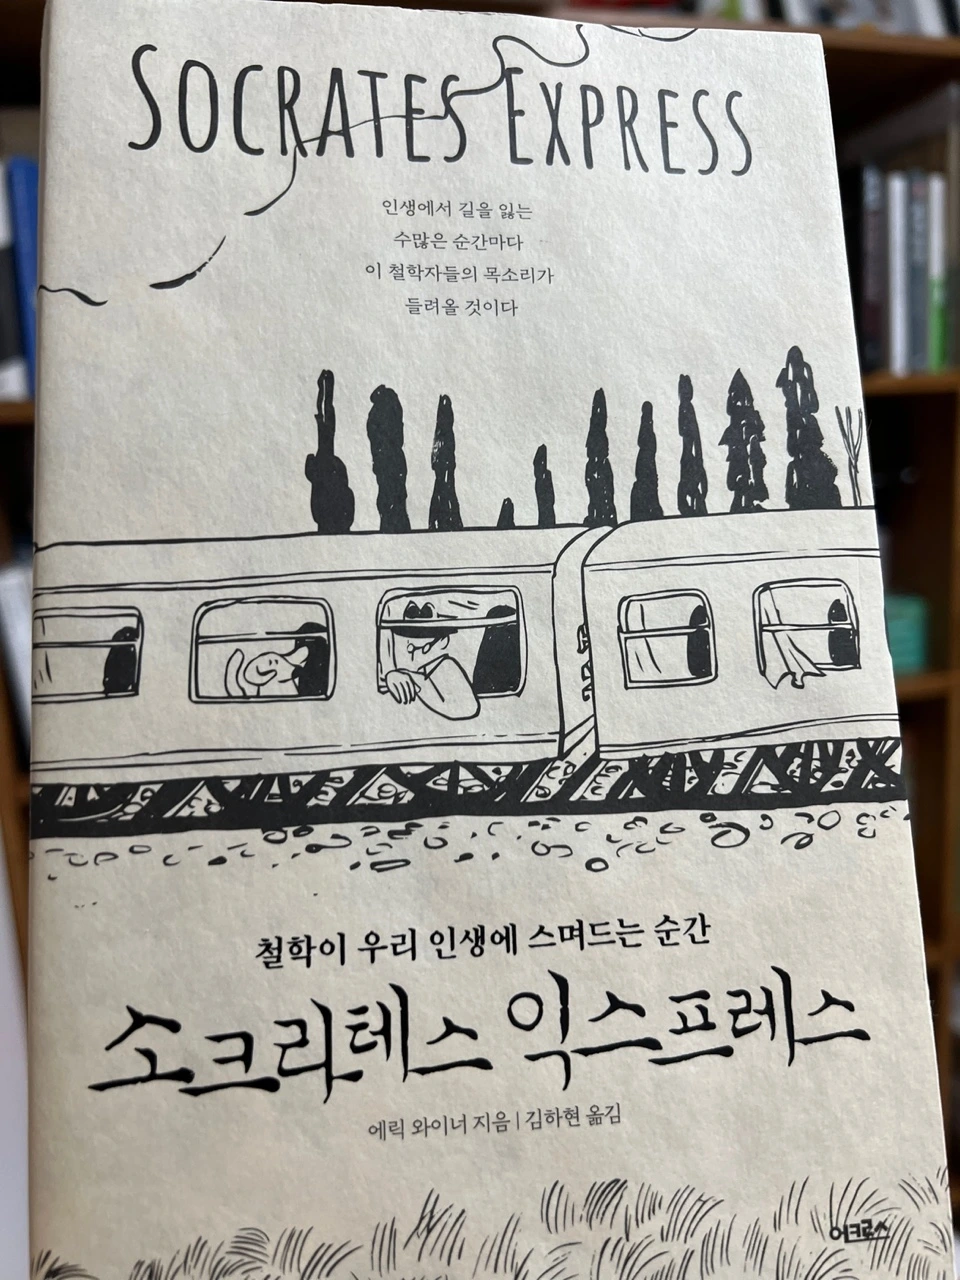 SOCRATES EXPRESS
인생에서 길을 잃는
수많은 순간마다
이 철학자들의 목소리가
들려올 것이다
철학이 우리 인생에 스며드는 순간
소크라테스 익스프레스
에릭 와이너 지음 | 김하현 옮김
어크로스